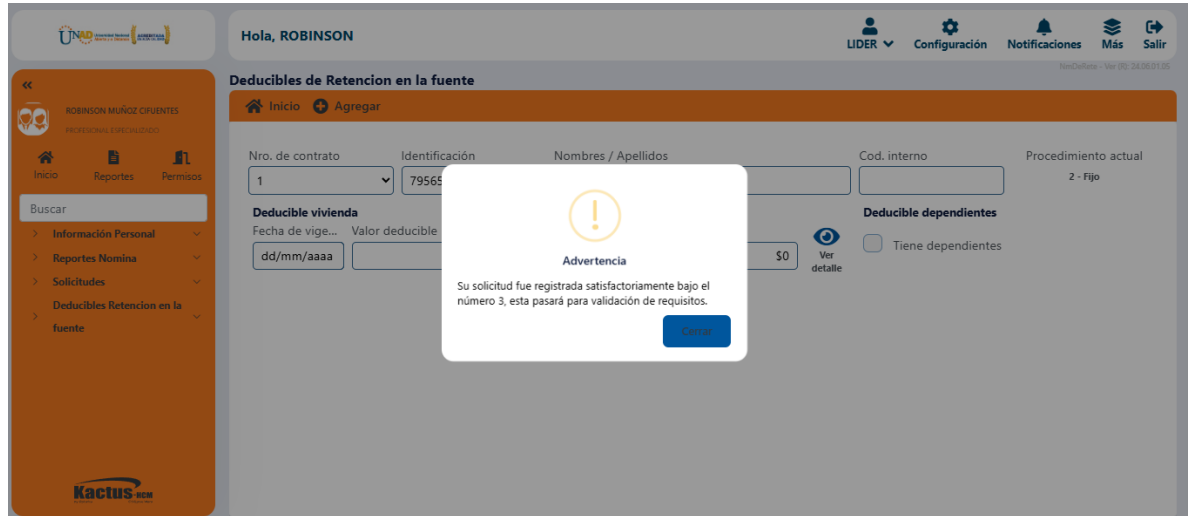 UNAD
Hola, ROBINSON
LIDER
Configuración
Notificaciones
Más
Salir
«
Deducibles de Retencion en la fuente
ROBINSON MUÑOZ CIFUENTES
PROFESIONAL ESPECIALIZADO
Inicio
Agregar
Inicio
Reportes
Permisos
Buscar
Información Personal
Reportes Nomina
Solicitudes
Deducibles Retencion en la
fuente
Nro. de contrato
Identificación
Nombres / Apellidos
Cod. interno
Procedimiento actual
1
79565
2 - Fijo
Deducible vivienda
Deducible dependientes
Fecha de vige...
Valor deducible
dd/mm/aaaa
$0
Ver
detalle
Tiene dependientes
Advertencia
Su solicitud fue registrada satisfactoriamente bajo el
número 3, esta pasará para validación de requisitos.
Cerrar
Kactus-HCM